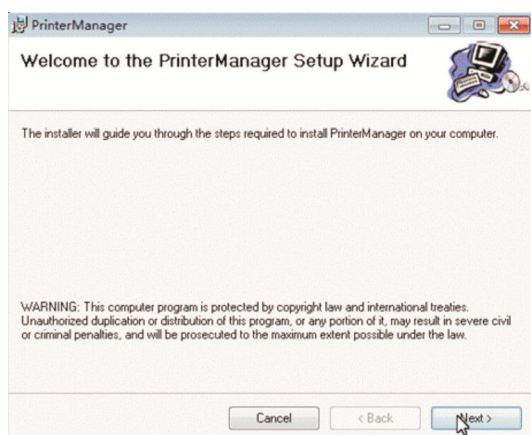 PrinterManager
Welcome to the PrinterManager Setup Wizard
The installer will guide you through the steps required to install PrinterManager on your computer.
WARNING: This computer program is protected by copyright law and international treaties.
Unauthorized duplication or distribution of this program, or any portion of it, may result in severe civil
or criminal penalties, and will be prosecuted to the maximum extent possible under the law.
Cancel
< Back
Next >